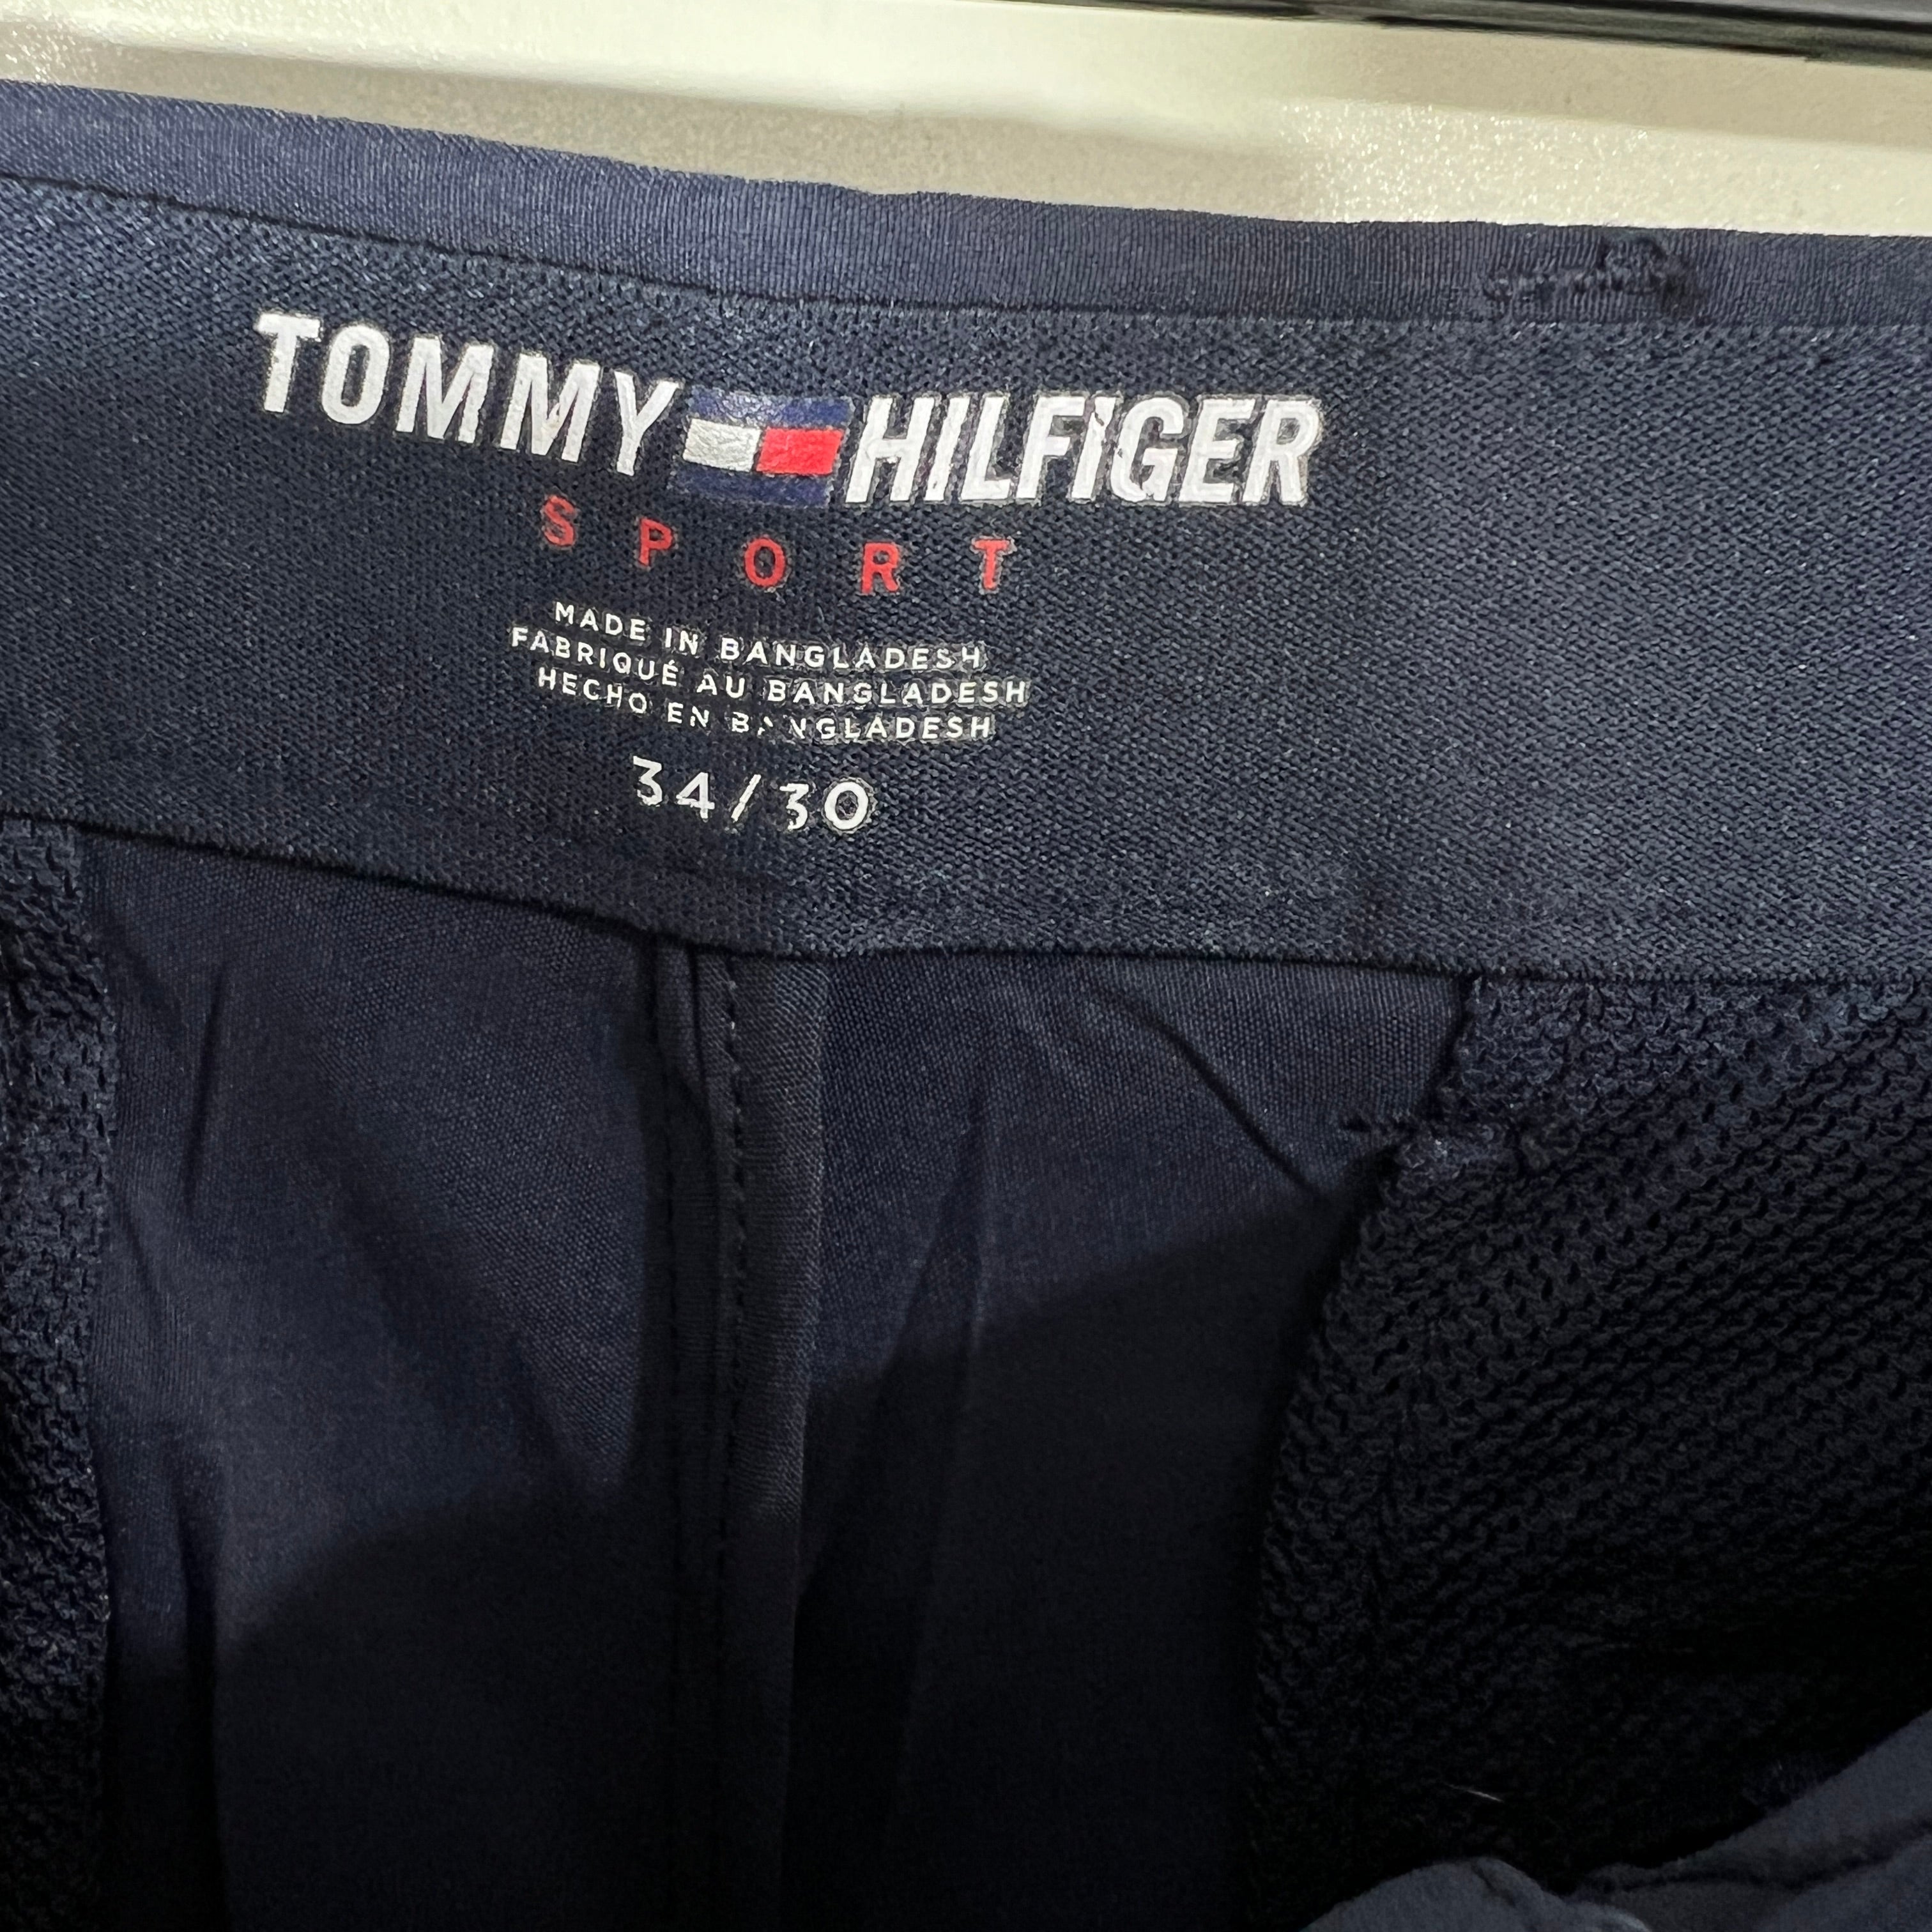 TOMMY HILFIGER
SPORT
MADE IN BANGLADESH
FABRIQUÉ AU BANGLADESH
HECHO EN BANGLADESH
34/30